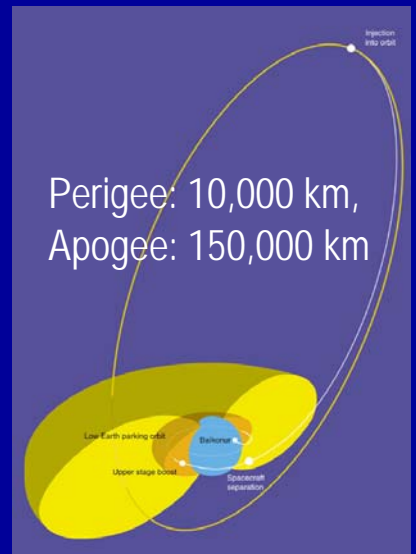 Injection
into orbit
Perigee: 10,000 km,
Apogee: 150,000 km
Low Earth parking orbit
Baikonur
Upper stage boost
Spacecraft
separation